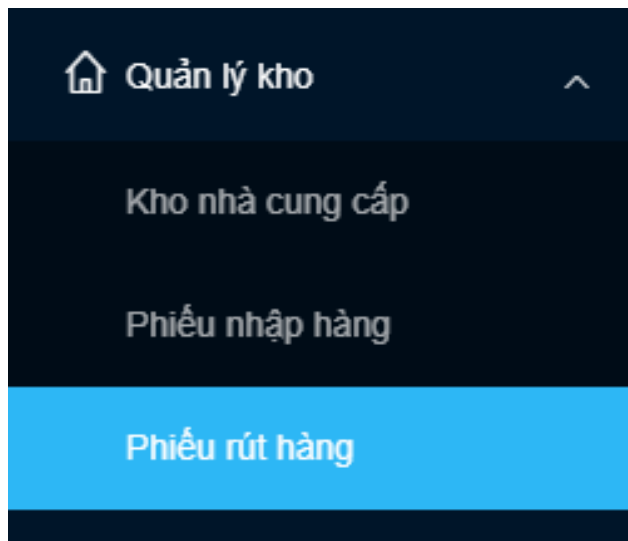 Quản lý kho
Kho nhà cung cấp
Phiếu nhập hàng
Phiếu rút hàng